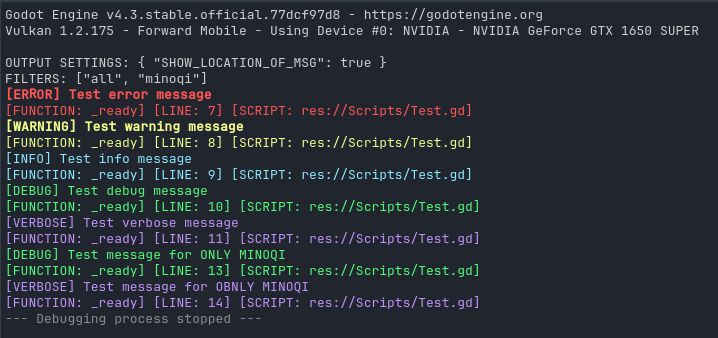 Godot Engine v4.3.stable.official.77dcf97d8 - https://godotengine.org
Vulkan 1.2.175 - Forward Mobile - Using Device #0: NVIDIA - NVIDIA GeForce GTX 1650 SUPER
OUTPUT SETTINGS: { "SHOW_LOCATION_OF_MSG": true }
FILTERS: ["all", "minoqi"]
[ERROR] Test error message
[FUNCTION: _ready] [LINE: 7] [SCRIPT: res://Scripts/Test.gd]
[WARNING] Test warning message
[FUNCTION: _ready] [LINE: 8] [SCRIPT: res://Scripts/Test.gd]
[INFO] Test info message
[FUNCTION: _ready] [LINE: 9] [SCRIPT: res://Scripts/Test.gd]
[DEBUG] Test debug message
[FUNCTION: _ready] [LINE: 10] [SCRIPT: res://Scripts/Test.gd]
[VERBOSE] Test verbose message
[FUNCTION: _ready] [LINE: 11] [SCRIPT: res://Scripts/Test.gd]
[DEBUG] Test message for ONLY MINOQI
[FUNCTION: _ready] [LINE: 13] [SCRIPT: res://Scripts/Test.gd]
[VERBOSE] Test message for OBNLY MINOQI
[FUNCTION: _ready] [LINE: 14] [SCRIPT: res://Scripts/Test.gd]
--- Debugging process stopped ---